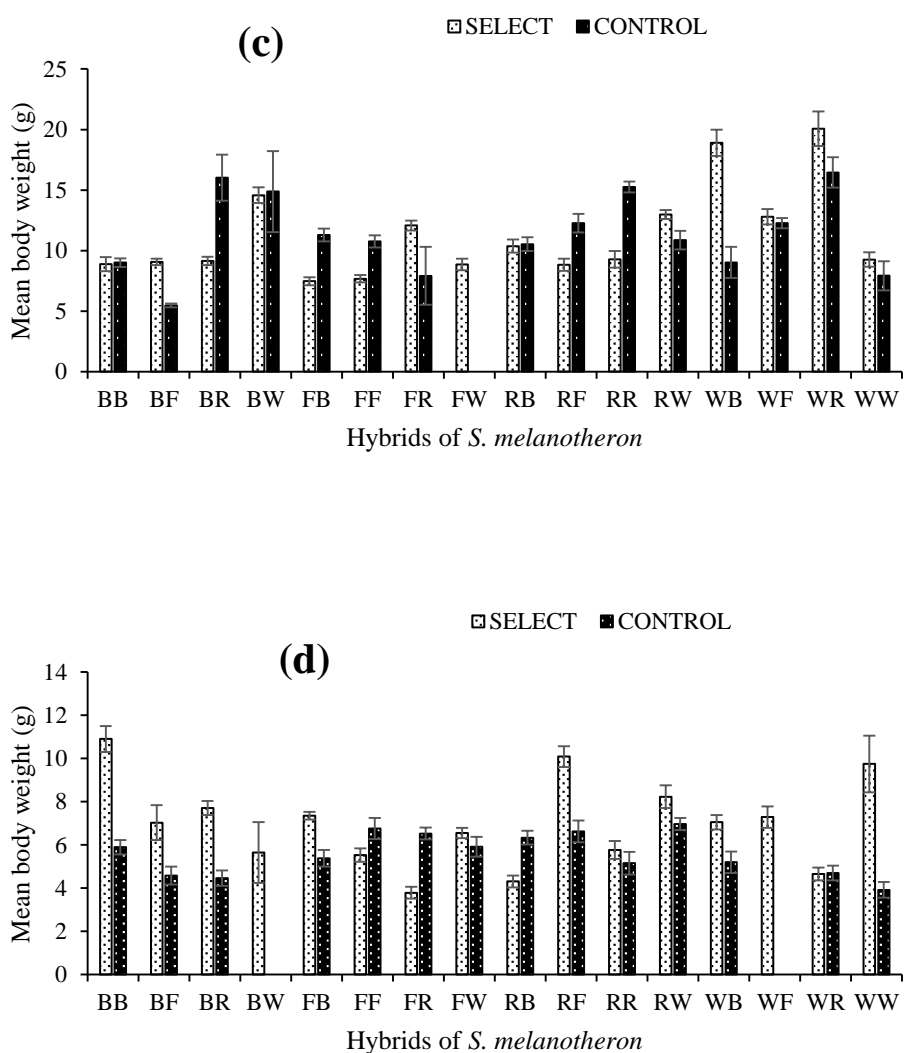 (c)
SELECT CONTROL
25
20
15
10
5
0
Mean body weight (g)
BB BF BR BW FB FF FR FW RB RF RR RW WB WF WR WW
Hybrids of S. melanotheron
SELECT CONTROL
(d)
14
12
10
8
6
4
2
0
Mean body weight (g)
BB BF BR BW FB FF FR FW RB RF RR RW WB WF WR WW
Hybrids of S. melanotheron